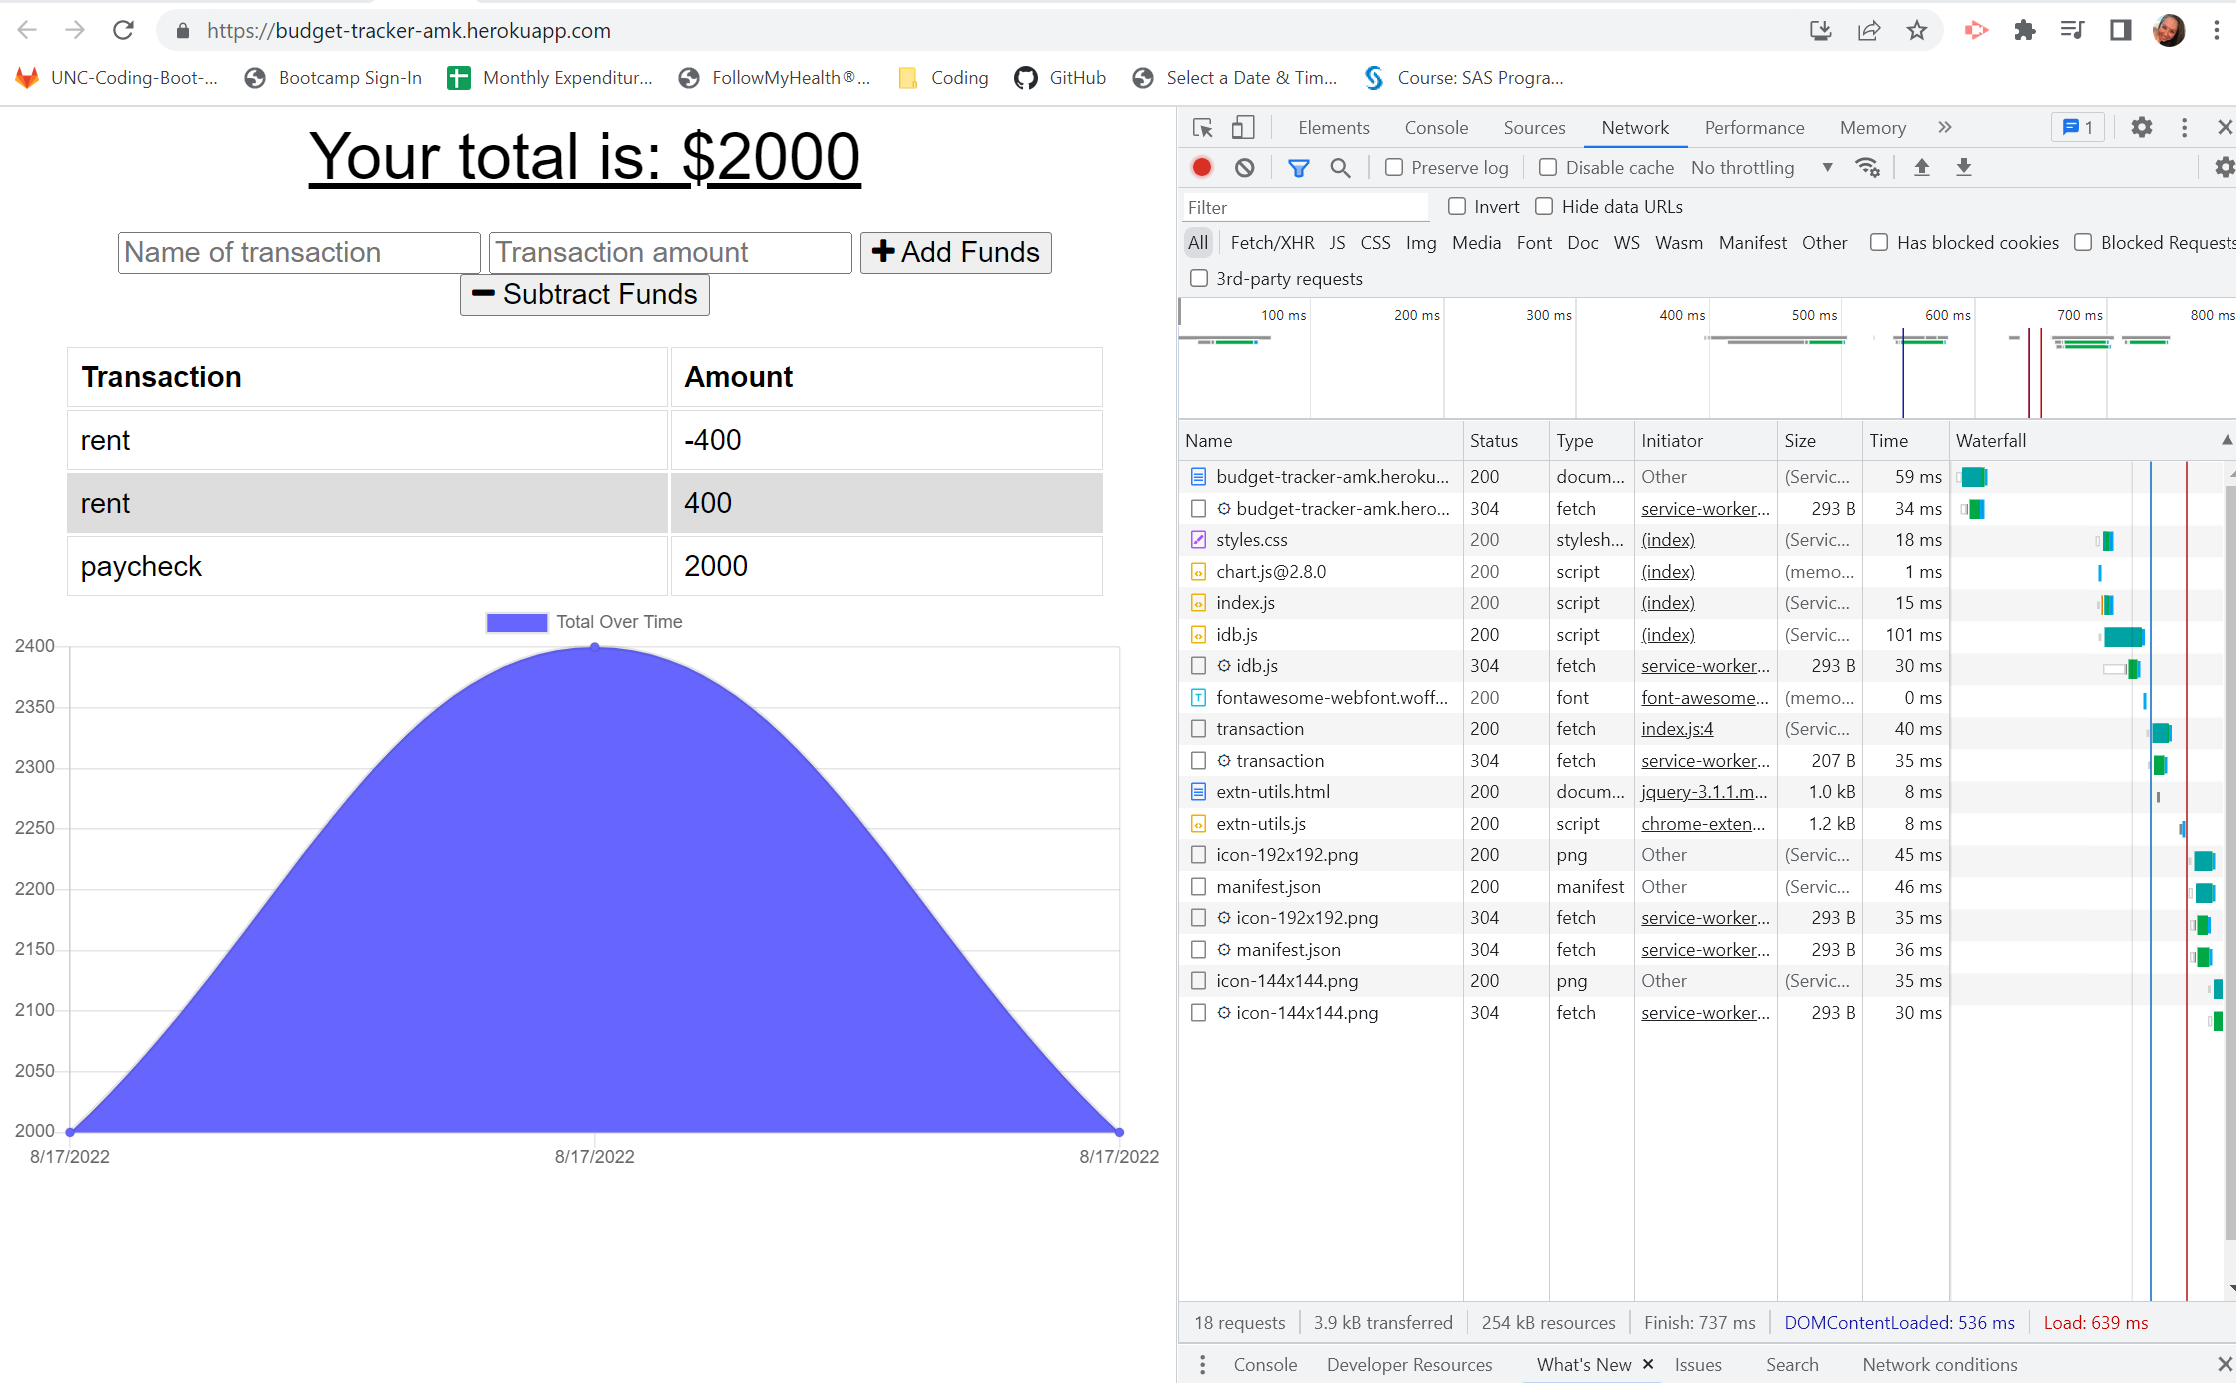 https://budget-tracker-amk.herokuapp.com
UNC-Coding-Boot-... Bootcamp Sign-In Monthly Expenditur... FollowMyHealth®... Coding GitHub Select a Date & Tim... Course: SAS Progra...
Your total is: $2000
Name of transaction Transaction amount Add Funds
Subtract Funds
Transaction Amount
rent -400
rent 400
paycheck 2000
Total Over Time
2400
2350
2300
2250
2200
2150
2100
2050
2000
8/17/2022 8/17/2022 8/17/2022
Elements Console Sources Network Performance Memory 1
Preserve log Disable cache No throttling
Filter Invert Hide data URLs
All Fetch/XHR JS CSS Img Media Font Doc WS Wasm Manifest Other Has blocked cookies Blocked Requests
3rd-party requests
100 ms 200 ms 300 ms 400 ms 500 ms 600 ms 700 ms 800 ms
Name Status Type Initiator Size Time Waterfall
budget-tracker-amk.heroku... 200 docum... Other (Servic... 59 ms
budget-tracker-amk.hero... 304 fetch service-worker... 293 B 34 ms
styles.css 200 stylesh... (index) (Servic... 18 ms
chart.js@2.8.0 200 script (index) (memo... 1 ms
index.js 200 script (index) (Servic... 15 ms
idb.js 200 script (index) (Servic... 101 ms
idb.js 304 fetch service-worker... 293 B 30 ms
fontawesome-webfont.woff... 200 font font-awesome... (memo... 0 ms
transaction 200 fetch index.js:4 (Servic... 40 ms
transaction 304 fetch service-worker... 207 B 35 ms
extn-utils.html 200 docum... jquery-3.1.1.m... 1.0 kB 8 ms
extn-utils.js 200 script chrome-exten... 1.2 kB 8 ms
icon-192x192.png 200 png Other (Servic... 45 ms
manifest.json 200 manifest Other (Servic... 46 ms
icon-192x192.png 304 fetch service-worker... 293 B 35 ms
manifest.json 304 fetch service-worker... 293 B 36 ms
icon-144x144.png 200 png Other (Servic... 35 ms
icon-144x144.png 304 fetch service-worker... 293 B 30 ms
18 requests 3.9 kB transferred 254 kB resources Finish: 737 ms DOMContentLoaded: 536 ms Load: 639 ms
Console Developer Resources What's New Issues Search Network conditions